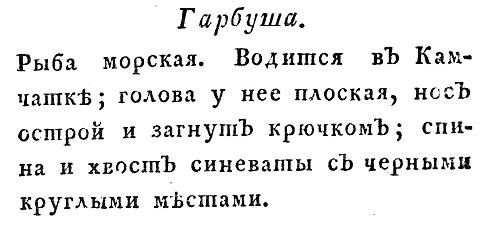 Гарбуша.
Рыба морская. Водится въ Кам-
чаткѣ; голова у нее плоская, носъ
острой и загнутъ крючкомъ; спи-
на и хвостъ синеваты съ черными
круглыми мѣстами.